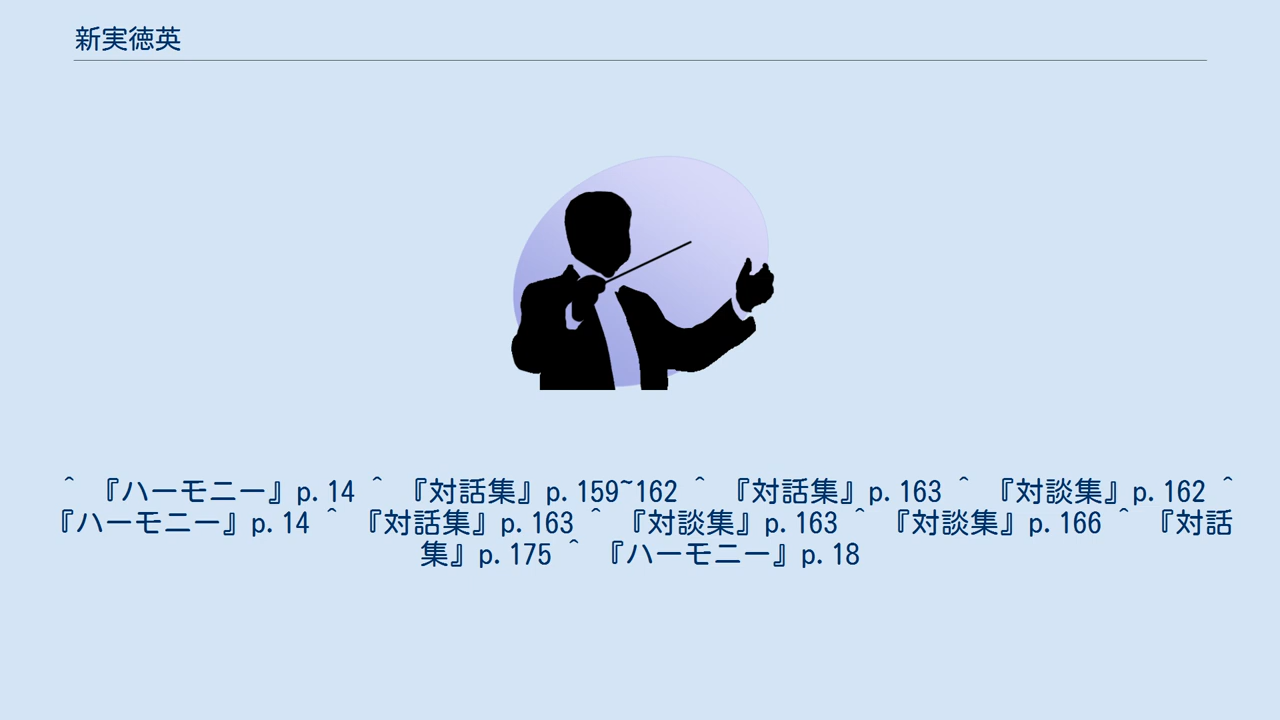 新実徳英
^ 『ハーモニー』p.14 ^ 『対話集』p.159~162 ^ 『対話集』p.163 ^ 『対談集』p.162 ^
『ハーモニー』p.14 ^ 『対話集』p.163 ^ 『対談集』p.163 ^ 『対談集』p.166 ^ 『対話
集』p.175 ^ 『ハーモニー』p.18